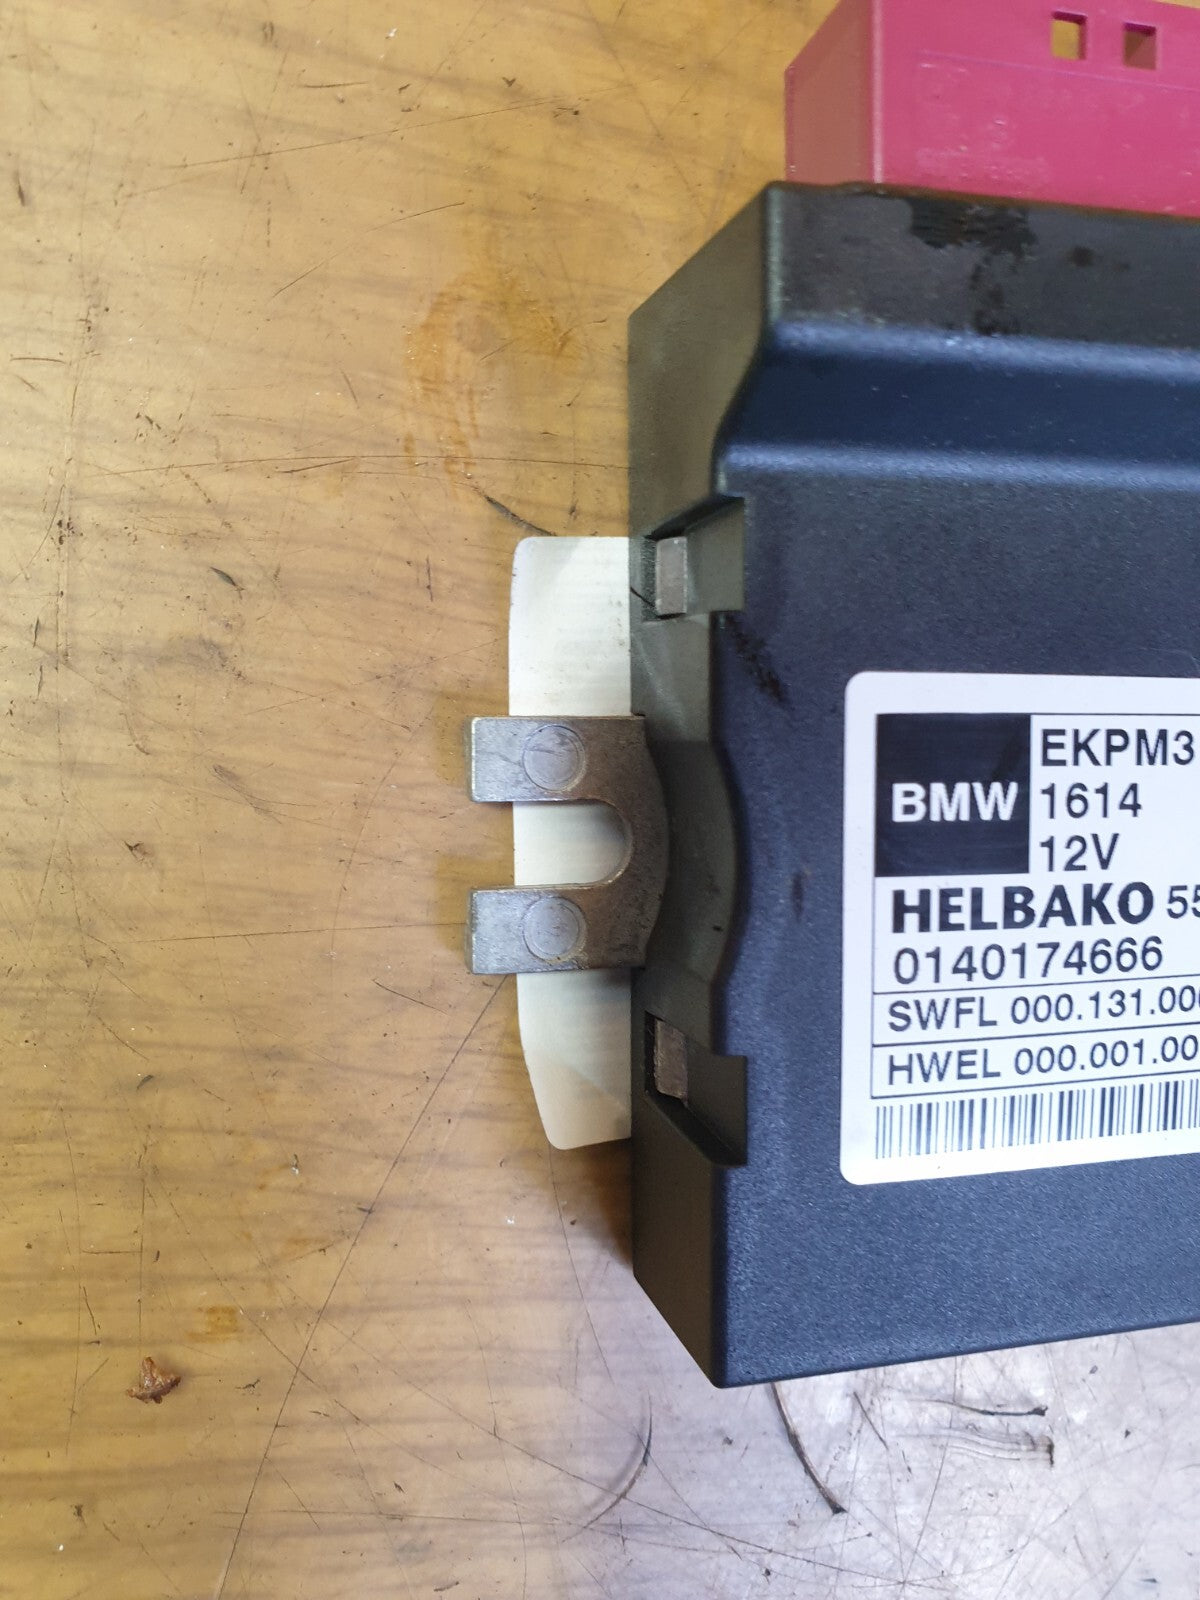 EKPM3
BMW 1614
12V
HELBAKO 55
0140174666
SWFL 000.131.00
HWEL 000.001.00